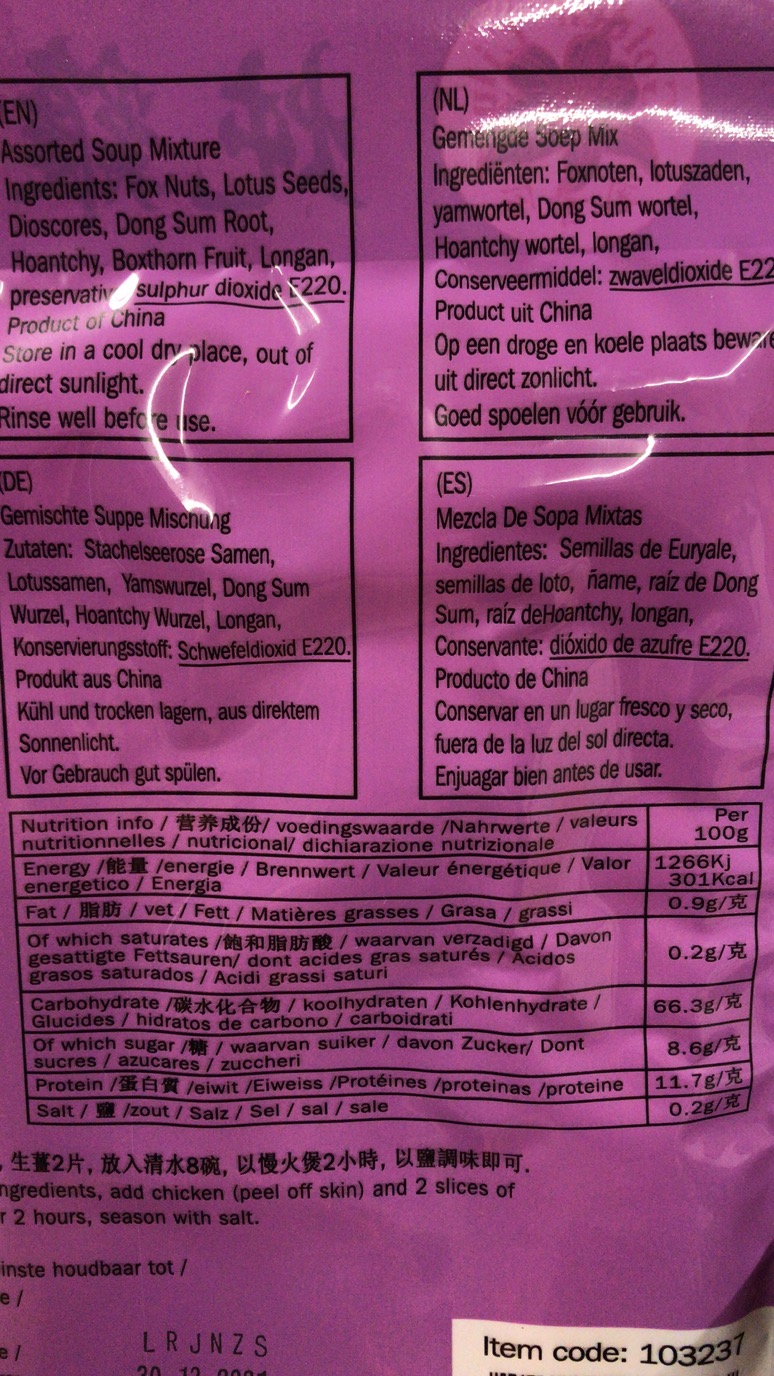 (EN)
Assorted Soup Mixture
Ingredients: Fox Nuts, Lotus Seeds,
Dioscores, Dong Sum Root,
Hoantchy, Boxthorn Fruit, Longan,
sulphur dioxide E220.
Product of China
Store in a cool dry place, out of
direct sunlight.
Rinse well before use.
(NL)
Gemengde Soep Mix
Ingrediënten: Foxnoten, lotuszaden,
yamwortel, Dong Sum wortel,
Hoantchy wortel, longan,
Conserveermiddel: zwaveldioxide E22
Product uit China
Op een droge en koele plaats beware
uit direct zonlicht.
Goed spoelen vóór gebruik.
(DE)
Gemischte Suppe Mischung
Zutaten: Stachelseerose Samen,
Lotussamen, Yamswurzel, Dong Sum
Wurzel, Hoantchy Wurzel, Longan,
Konservierungsstoff: Schwefeldioxid E220.
Produkt aus China
Kühl und trocken lagern, aus direktem
Sonnenlicht.
Vor Gebrauch gut spülen.
(ES)
Mezcla De Sopa Mixtas
Ingredientes: Semillas de Euryale,
semillas de loto, ñame, raíz de Dong
Sum, raíz deHoantchy, longan,
Conservante: dióxido de azufre E220.
Producto de China
Conservar en un lugar fresco y seco,
fuera de la luz del sol directa.
Enjuagar bien antes de usar.
Nutrition info / 營养成份/ voedingswaarde /Nahrwerte / valeurs
nutritionnelles / nutricional/ dichiarazione nutrizionale
Per
100g
Energy /能量 /energie / Brennwert / Valeur énergétique / Valor
energetico / Energia
1266Kj
301Kcal
Fat / 脂肪 / vet / Fett / Matières grasses / Grasa / grassi
0.9g/克
Of which saturates /飽和脂肪酸 / waarvan verzadigd / Davon
gesattigte Fettsauren/ dont acides gras saturés / Ácidos
grasos saturados / Acidi grassi saturi
0.2g/克
Carbohydrate /碳水化合物 / koolhydraten / Kohlenhydrate /
Glucides / hidratos de carbono / carboidrati
66.3g/克
Of which sugar /糖 / waarvan suiker / davon Zucker/ Dont
sucres / azucares / zuccheri
8.6g/克
Protein /蛋白質 /eiwit /Eiweiss /Protéines /proteinas /proteine
11.7g/克
Salt / 鹽 /zout / Salz / Sel / sal / sale
0.2g/克
, 生薑2片, 放入清水8碗, 以慢火煲2小時, 以鹽調味即可.
ngredients, add chicken (peel off skin) and 2 slices of
r 2 hours, season with salt.
inste houdbaar tot /
e /
e /
LRJNZS
Item code: 103237